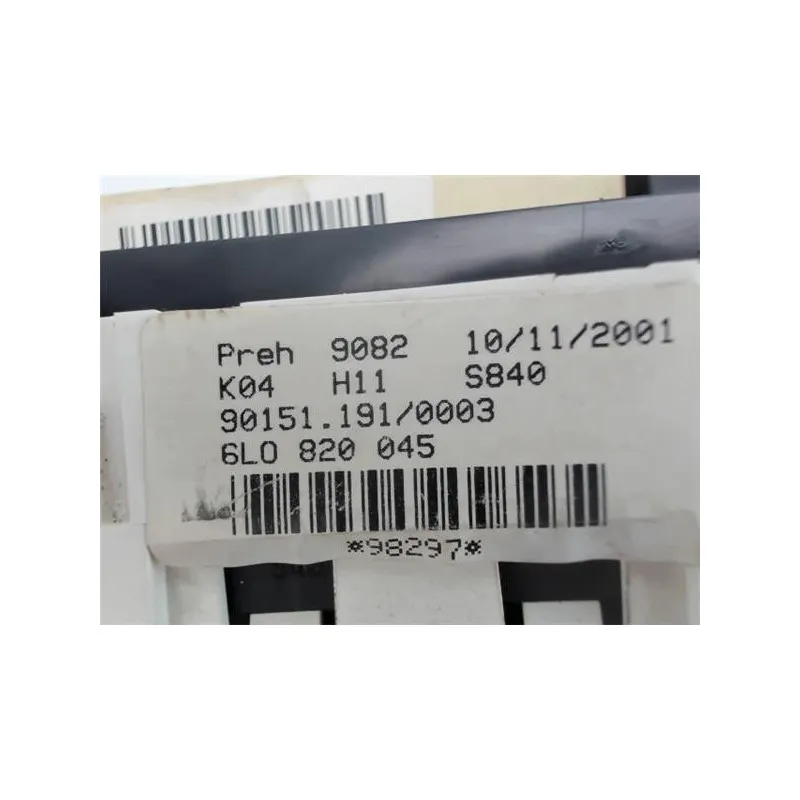 Preh 9082 10/11/2001
K04 H11 S840
90151.191/0003
6L0 820 045
*98297*